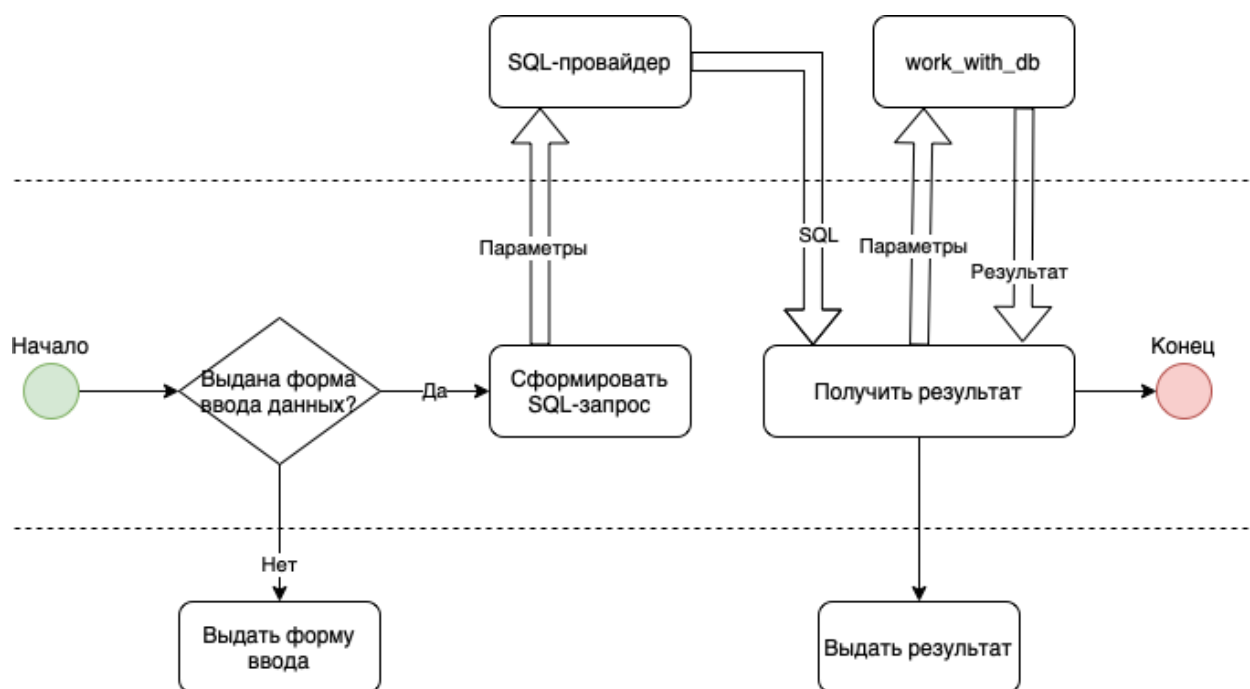 SQL-провайдер
work_with_db
Параметры
SQL
Параметры
Результат
Начало
Выдана форма
ввода данных?
Да
Сформировать
SQL-запрос
Получить результат
Конец
Нет
Выдать форму
ввода
Выдать результат